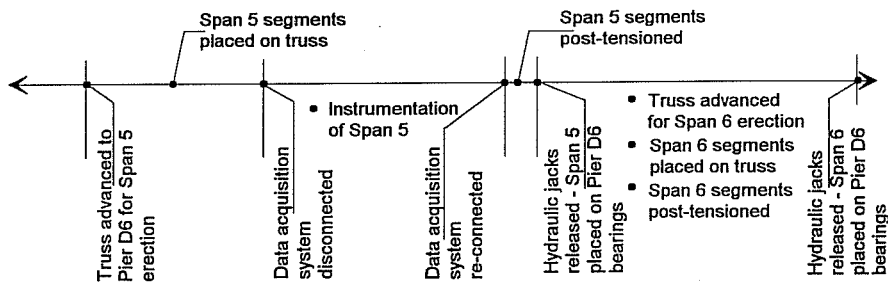 Span 5 segments
placed on truss
Span 5 segments
post-tensioned
Instrumentation
of Span 5
Truss advanced
for Span 6 erection
Span 6 segments
placed on truss
Span 6 segments
post-tensioned
Truss advanced to
Pier D6 for Span 5
erection
Data acquisition
system
disconnected
Data acquisition
system
re-connected
Hydraulic jacks
released - Span 5
placed on Pier D6
bearings
Hydraulic jacks
released - Span 6
placed on Pier D6
bearings